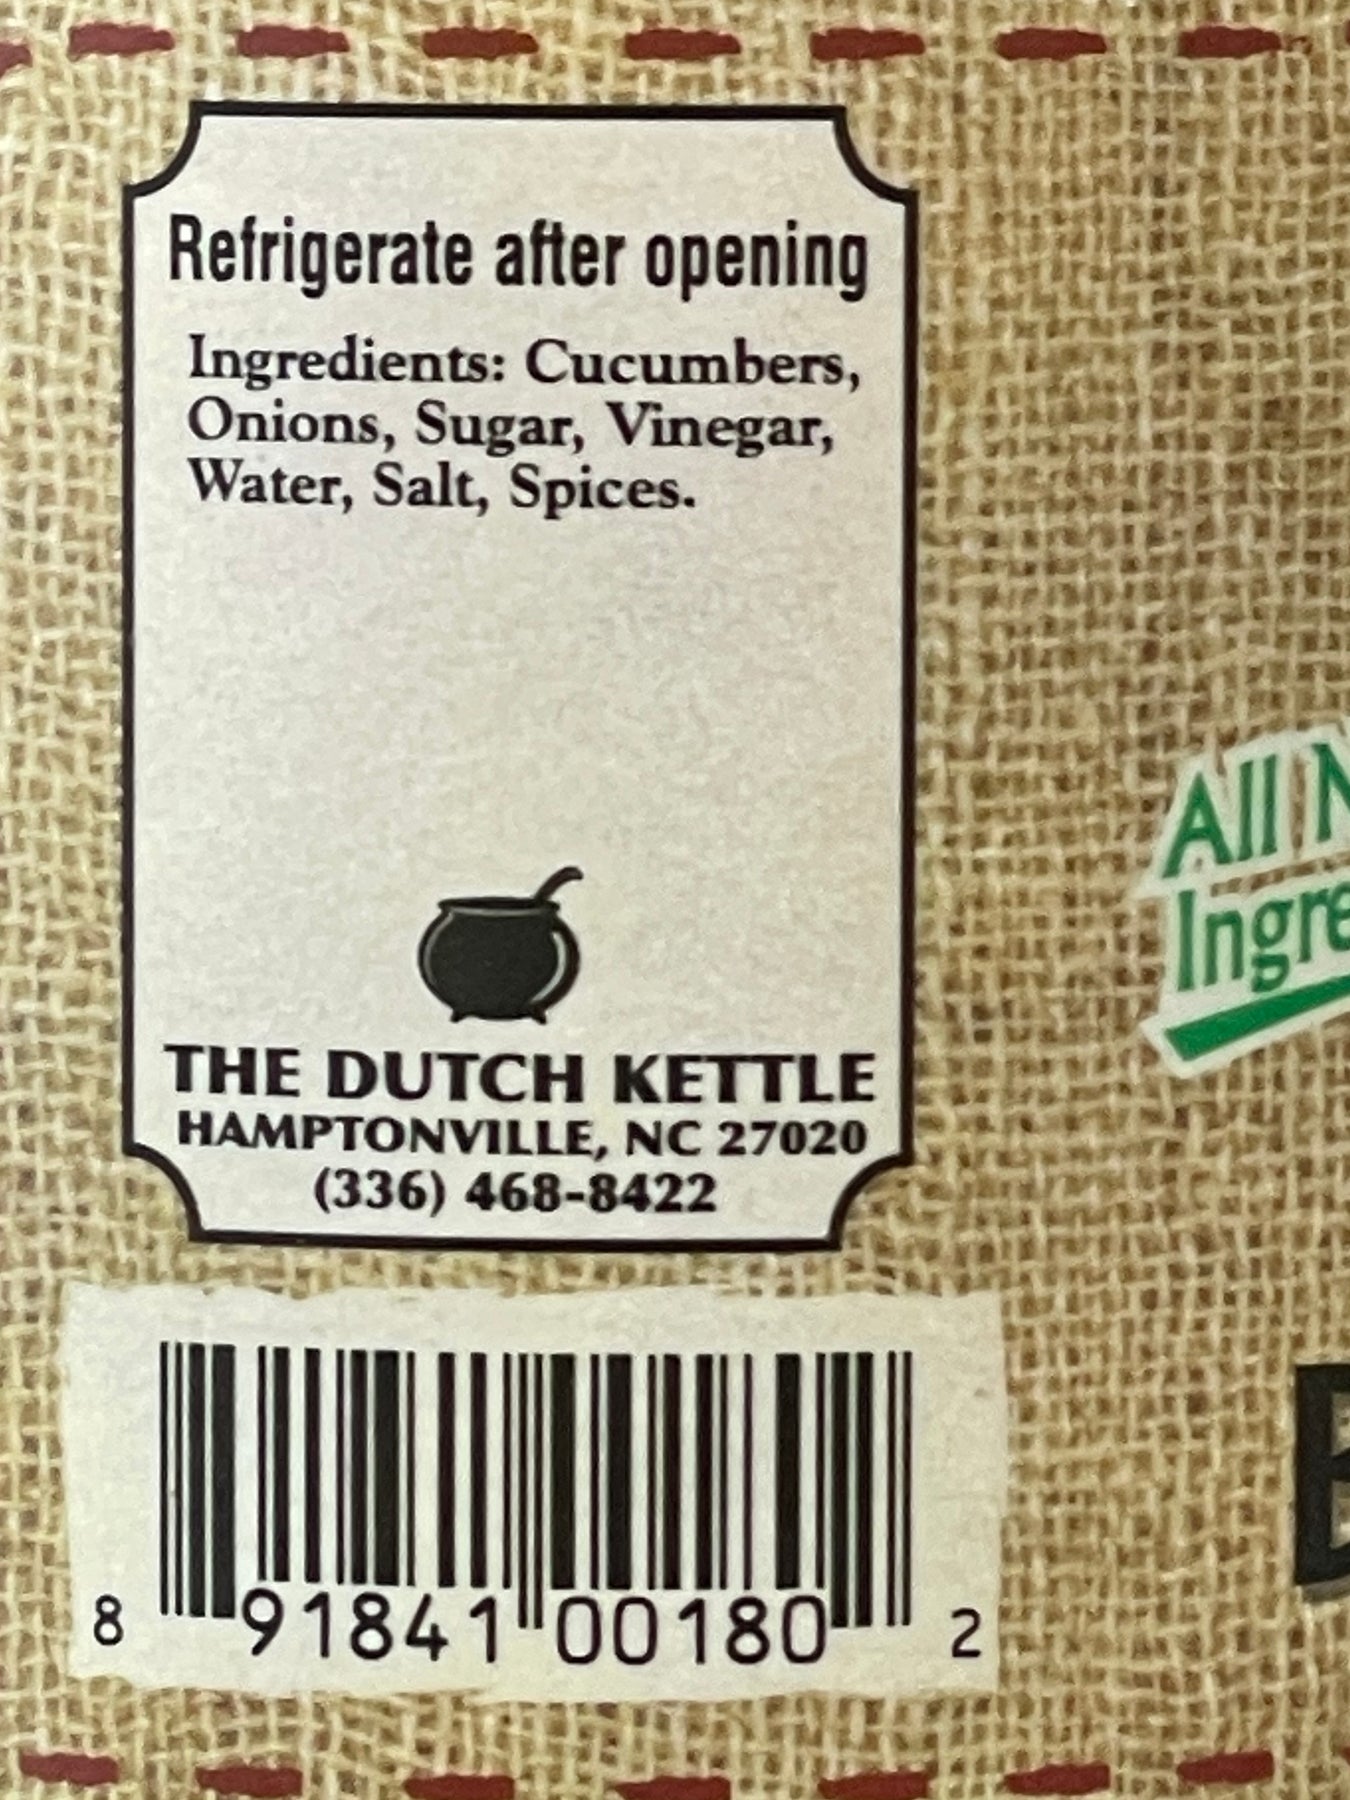 Refrigerate after opening
Ingredients: Cucumbers,
Onions, Sugar, Vinegar,
Water, Salt, Spices.
All
THE DUTCH KETTLE
HAMPTONVILLE, NC 27020
(336) 468-8422
8 91841 00180 2